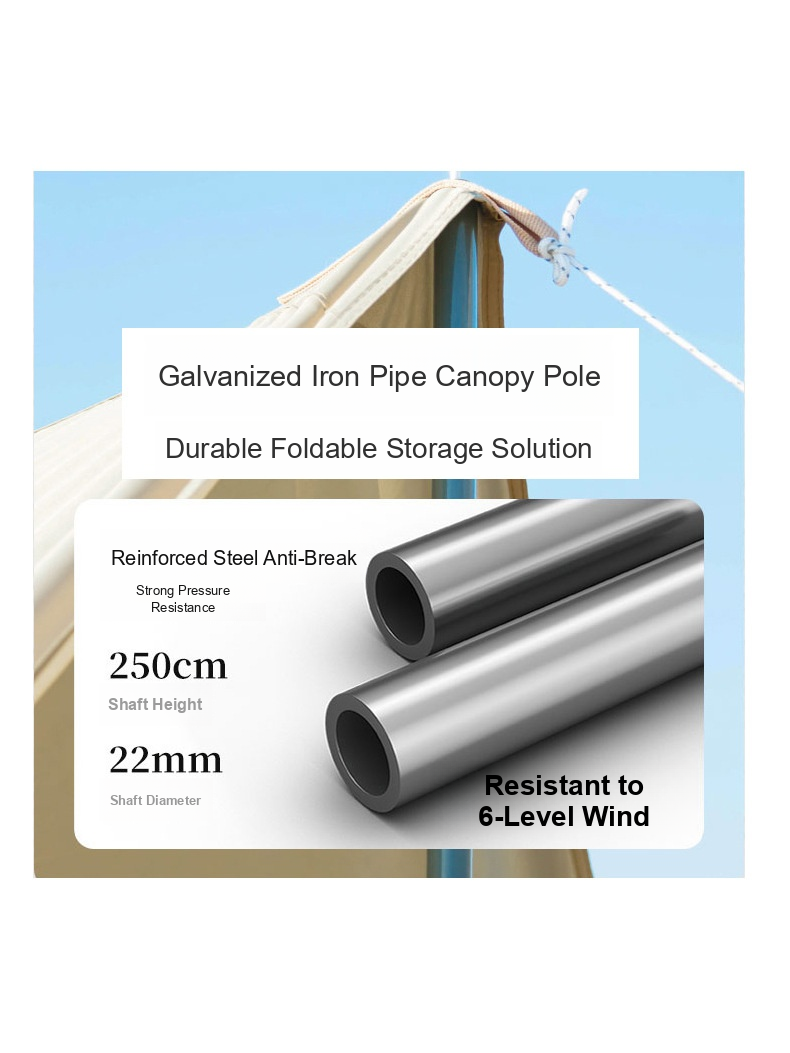 Galvanized Iron Pipe Canopy Pole
Durable Foldable Storage Solution
Reinforced Steel Anti-Break
Strong Pressure
Resistance
250cm
Shaft Height
22mm
Shaft Diameter
Resistant to
6-Level Wind